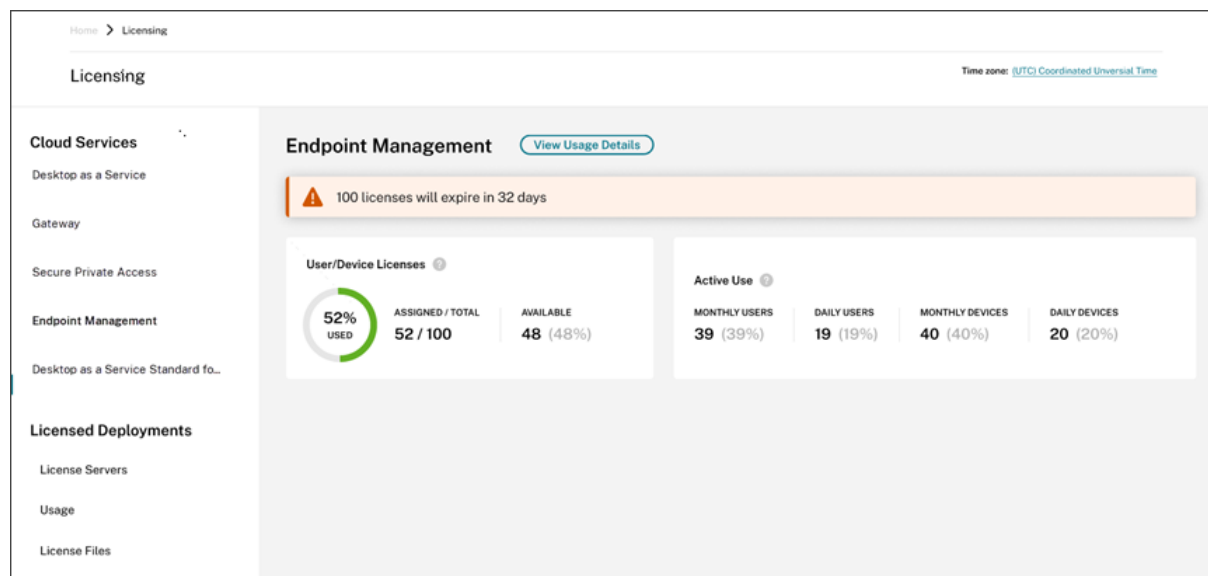 Home > Licensing
Licensing
Time zone: (UTC) Coordinated Unversial Time
Cloud Services
Desktop as a Service
Gateway
Secure Private Access
Endpoint Management
Desktop as a Service Standard fo...
Licensed Deployments
License Servers
Usage
License Files
Endpoint Management
View Usage Details
100 licenses will expire in 32 days
User/Device Licenses ?
52%
USED
ASSIGNED / TOTAL
52 / 100
AVAILABLE
48 (48%)
Active Use ?
MONTHLY USERS
39 (39%)
DAILY USERS
19 (19%)
MONTHLY DEVICES
40 (40%)
DAILY DEVICES
20 (20%)